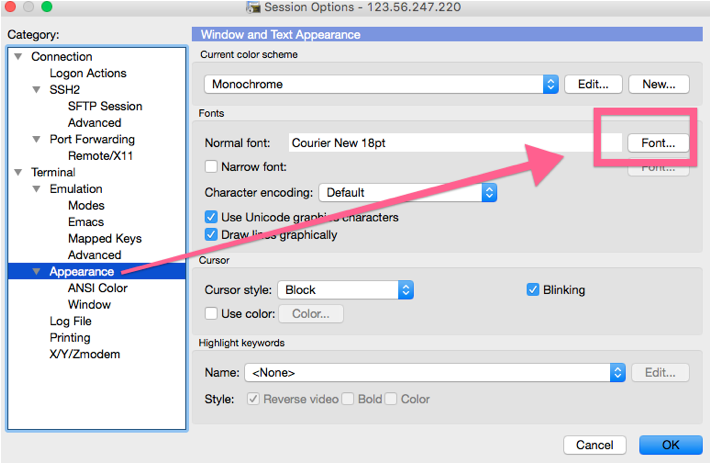 Session Options - 123.56.247.220
Category:
Connection
Logon Actions
SSH2
SFTP Session
Advanced
Port Forwarding
Remote/X11
Terminal
Emulation
Modes
Emacs
Mapped Keys
Advanced
Appearance
ANSI Color
Window
Log File
Printing
X/Y/Zmodem
Window and Text Appearance
Current color scheme
Monochrome Edit... New...
Fonts
Normal font: Courier New 18pt Font...
Narrow font: Font...
Character encoding: Default
Use Unicode graphics characters
Draw lines graphically
Cursor
Cursor style: Block Blinking
Use color: Color...
Highlight keywords
Name: <None> Edit...
Style: Reverse video Bold Color
Cancel OK